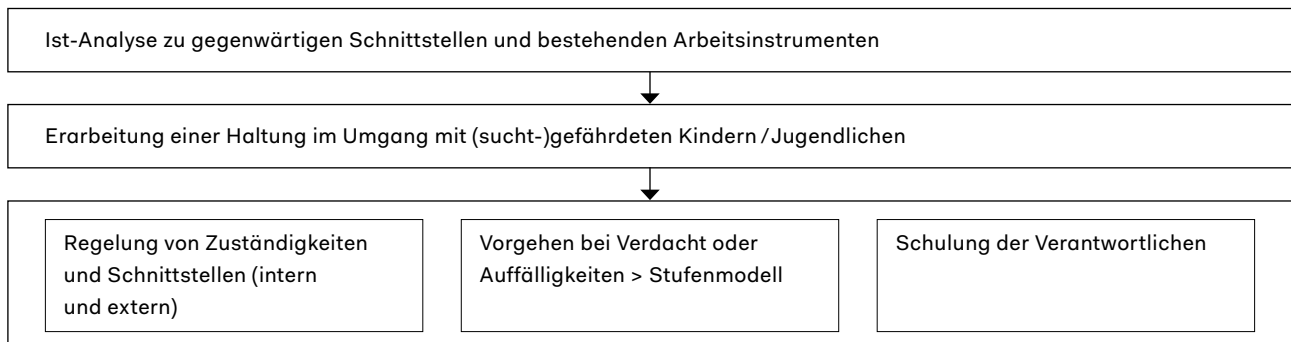 Ist-Analyse zu gegenwärtigen Schnittstellen und bestehenden Arbeitsinstrumenten
Erarbeitung einer Haltung im Umgang mit (sucht-)gefährdeten Kindern / Jugendlichen
Regelung von Zuständigkeiten
und Schnittstellen (intern
und extern)
Vorgehen bei Verdacht oder
Auffälligkeiten > Stufenmodell
Schulung der Verantwortlichen